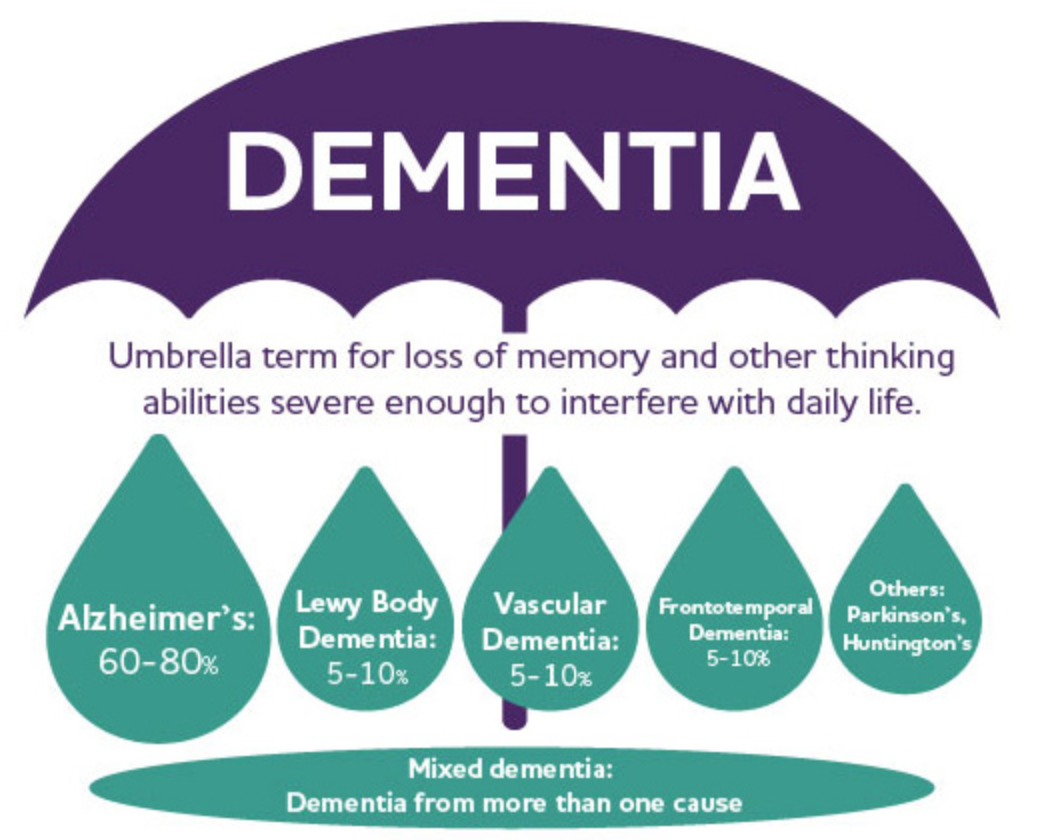 DEMENTIA
Umbrella term for loss of memory and other thinking
abilities severe enough to interfere with daily life.
Alzheimer's:
60-80%
Lewy Body
Dementia:
5-10%
Vascular
Dementia:
5-10%
Frontotemporal
Dementia:
5-10%
Others:
Parkinson's,
Huntington's
Mixed dementia:
Dementia from more than one cause